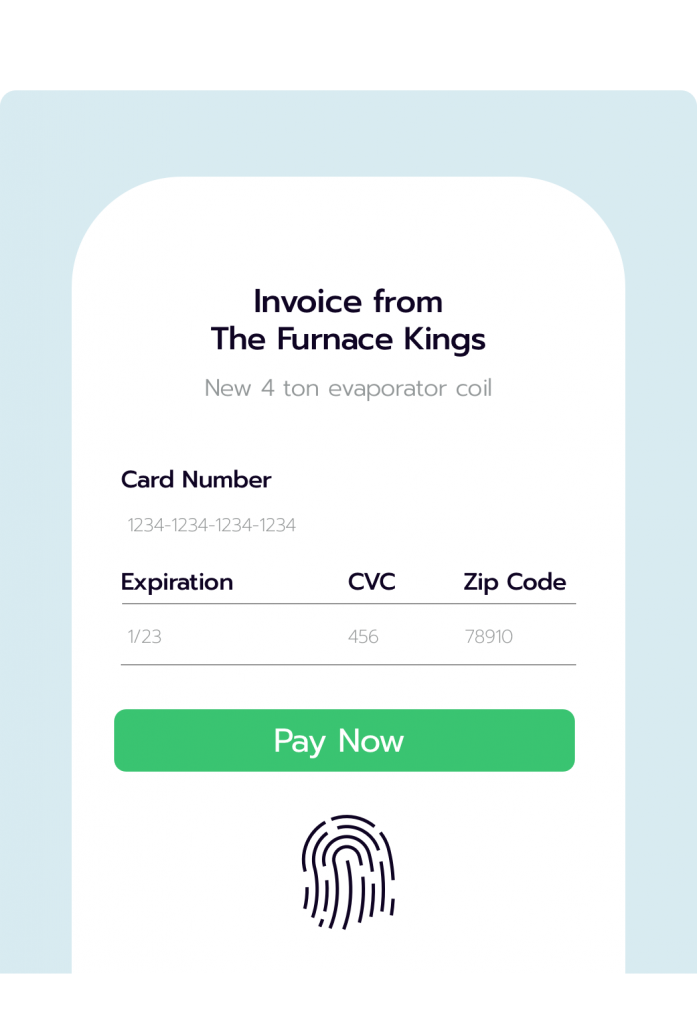 Invoice from
The Furnace Kings
New 4 ton evaporator coil
Card Number
1234-1234-1234-1234
Expiration CVC Zip Code
1/23 456 78910
Pay Now